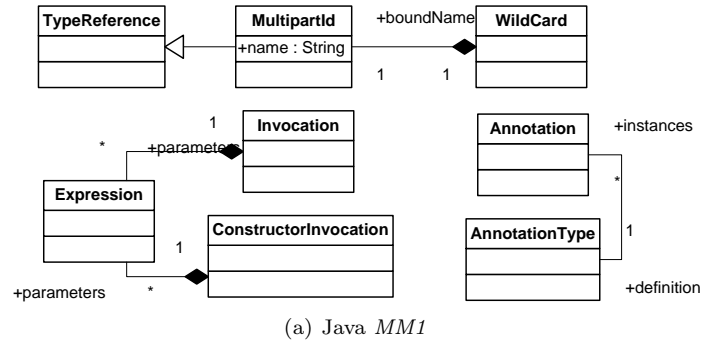 TypeReference
MultipartId
+name : String
+boundName
WildCard
1
1
Invocation
1
*
+parameters
Expression
ConstructorInvocation
1
*
+parameters
Annotation
+instances
*
AnnotationType
1
+definition
(a) Java MM1